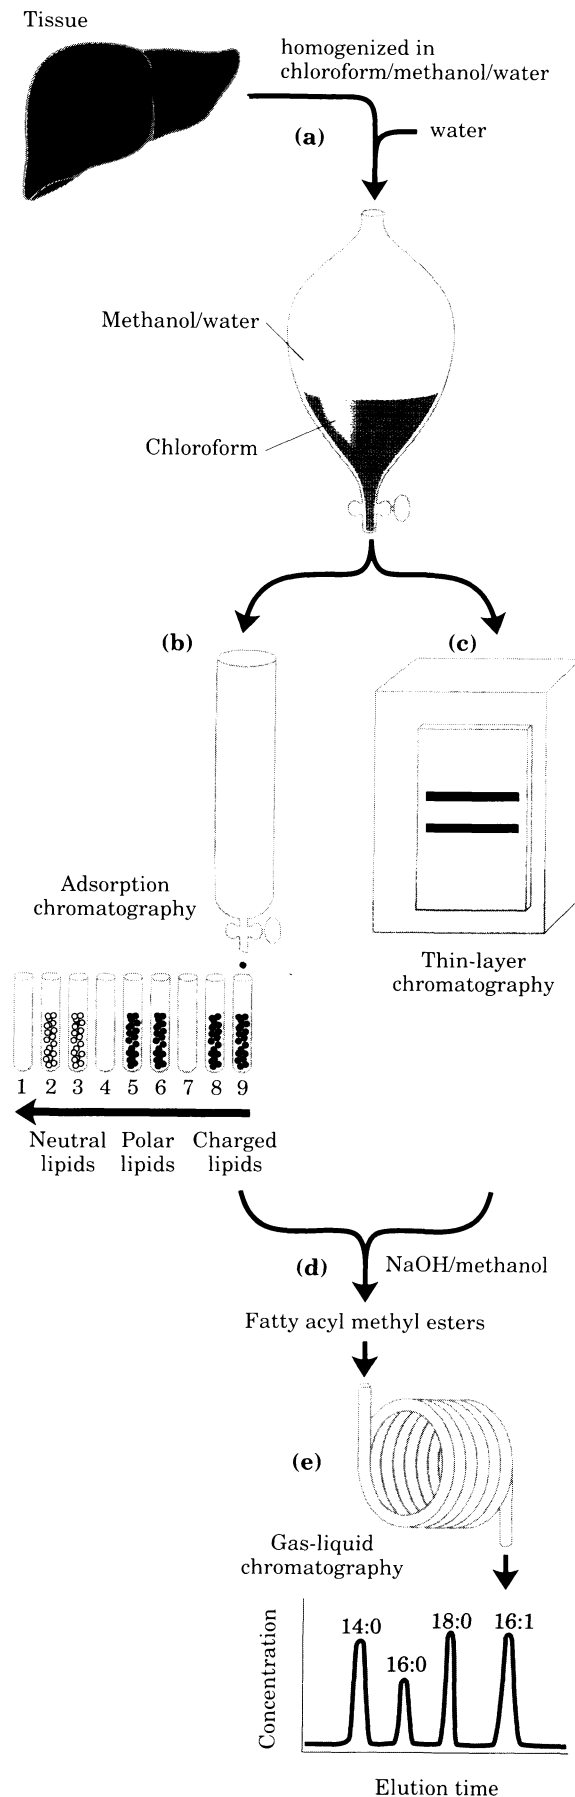 Tissue
homogenized in
chloroform/methanol/water
(a)
water
Methanol/water
Chloroform
(b)
(c)
Adsorption
chromatography
Thin-layer
chromatography
1 2 3 4 5 6 7 8 9
Neutral Polar Charged
lipids lipids lipids
(d)
NaOH/methanol
Fatty acyl methyl esters
(e)
Gas-liquid
chromatography
Concentration
14:0 16:0 18:0 16:1
Elution time